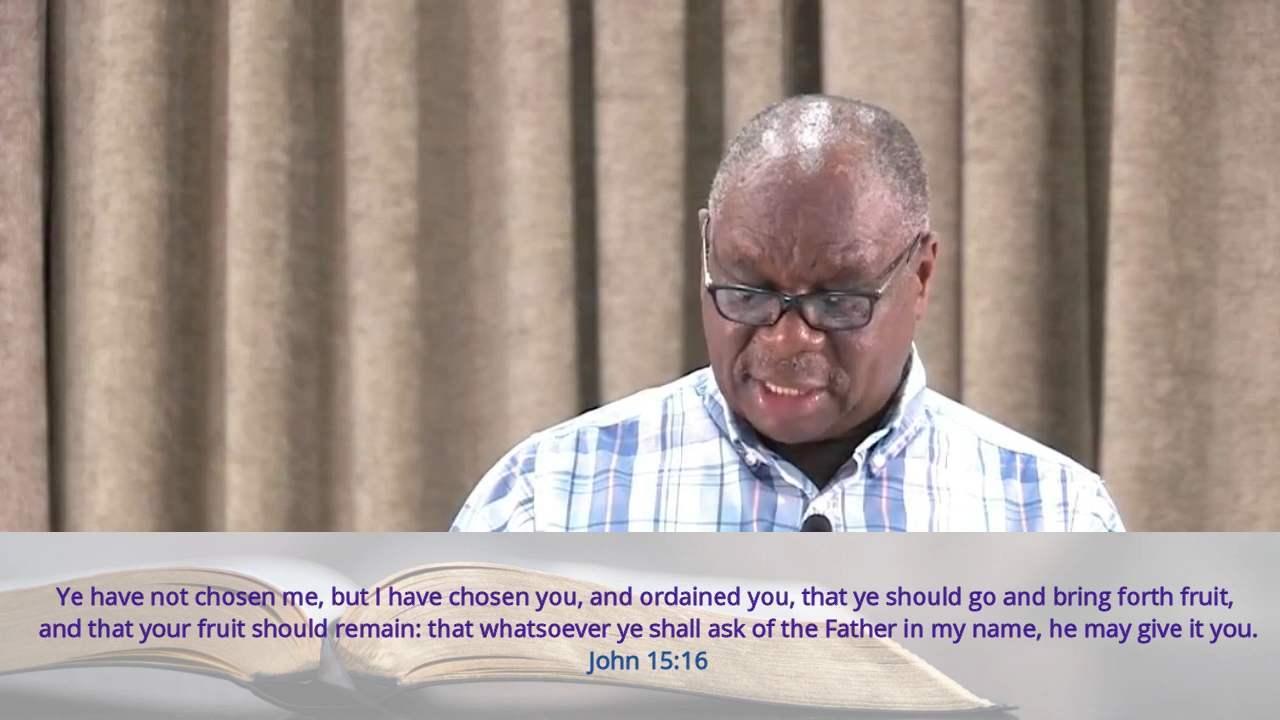 Ye have not chosen me, but I have chosen you, and ordained you, that ye should go and bring forth fruit,
and that your fruit should remain: that whatsoever ye shall ask of the Father in my name, he may give it you.
John 15:16